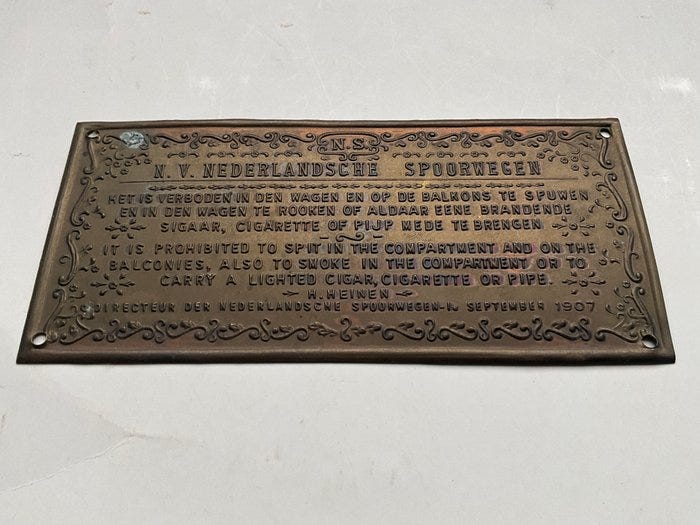 N.S.
N. V. NEDERLANDSCHE SPOORWEGEN
HET IS VERBODEN IN DEN WAGEN EN OP DE BALKONS TE SPUWEN
EN IN DEN WAGEN TE ROOKEN OF ALDAAR EENE BRANDENDE
SIGAAR, CIGARETTE OF PIJP MEDE TE BRENGEN
IT IS PROHIBITED TO SPIT IN THE COMPARTMENT AND ON THE
BALCONIES, ALSO TO SMOKE IN THE COMPARTMENT OR TO
CARRY A LIGHTED CIGAR, CIGARETTE OR PIPE.
H. HEINEN
DIRECTEUR DER NEDERLANDSCHE SPOORWEGEN-1. SEPTEMBER 1907